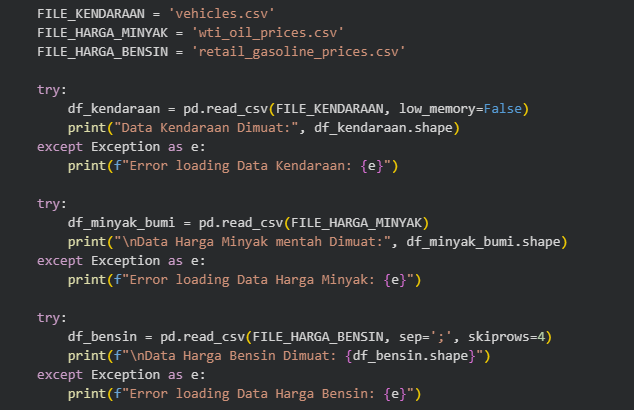 FILE_KENDARAAN = 'vehicles.csv'
FILE_HARGA_MINYAK = 'wti_oil_prices.csv'
FILE_HARGA_BENSIN = 'retail_gasoline_prices.csv'

try:
    df_kendaraan = pd.read_csv(FILE_KENDARAAN, low_memory=False)
    print("Data Kendaraan Dimuat:", df_kendaraan.shape)
except Exception as e:
    print(f"Error loading Data Kendaraan: {e}")

try:
    df_minyak_bumi = pd.read_csv(FILE_HARGA_MINYAK)
    print("\nData Harga Minyak mentah Dimuat:", df_minyak_bumi.shape)
except Exception as e:
    print(f"Error loading Data Harga Minyak: {e}")

try:
    df_bensin = pd.read_csv(FILE_HARGA_BENSIN, sep=';', skiprows=4)
    print(f"\nData Harga Bensin Dimuat: {df_bensin.shape}")
except Exception as e:
    print(f"Error loading Data Harga Bensin: {e}")